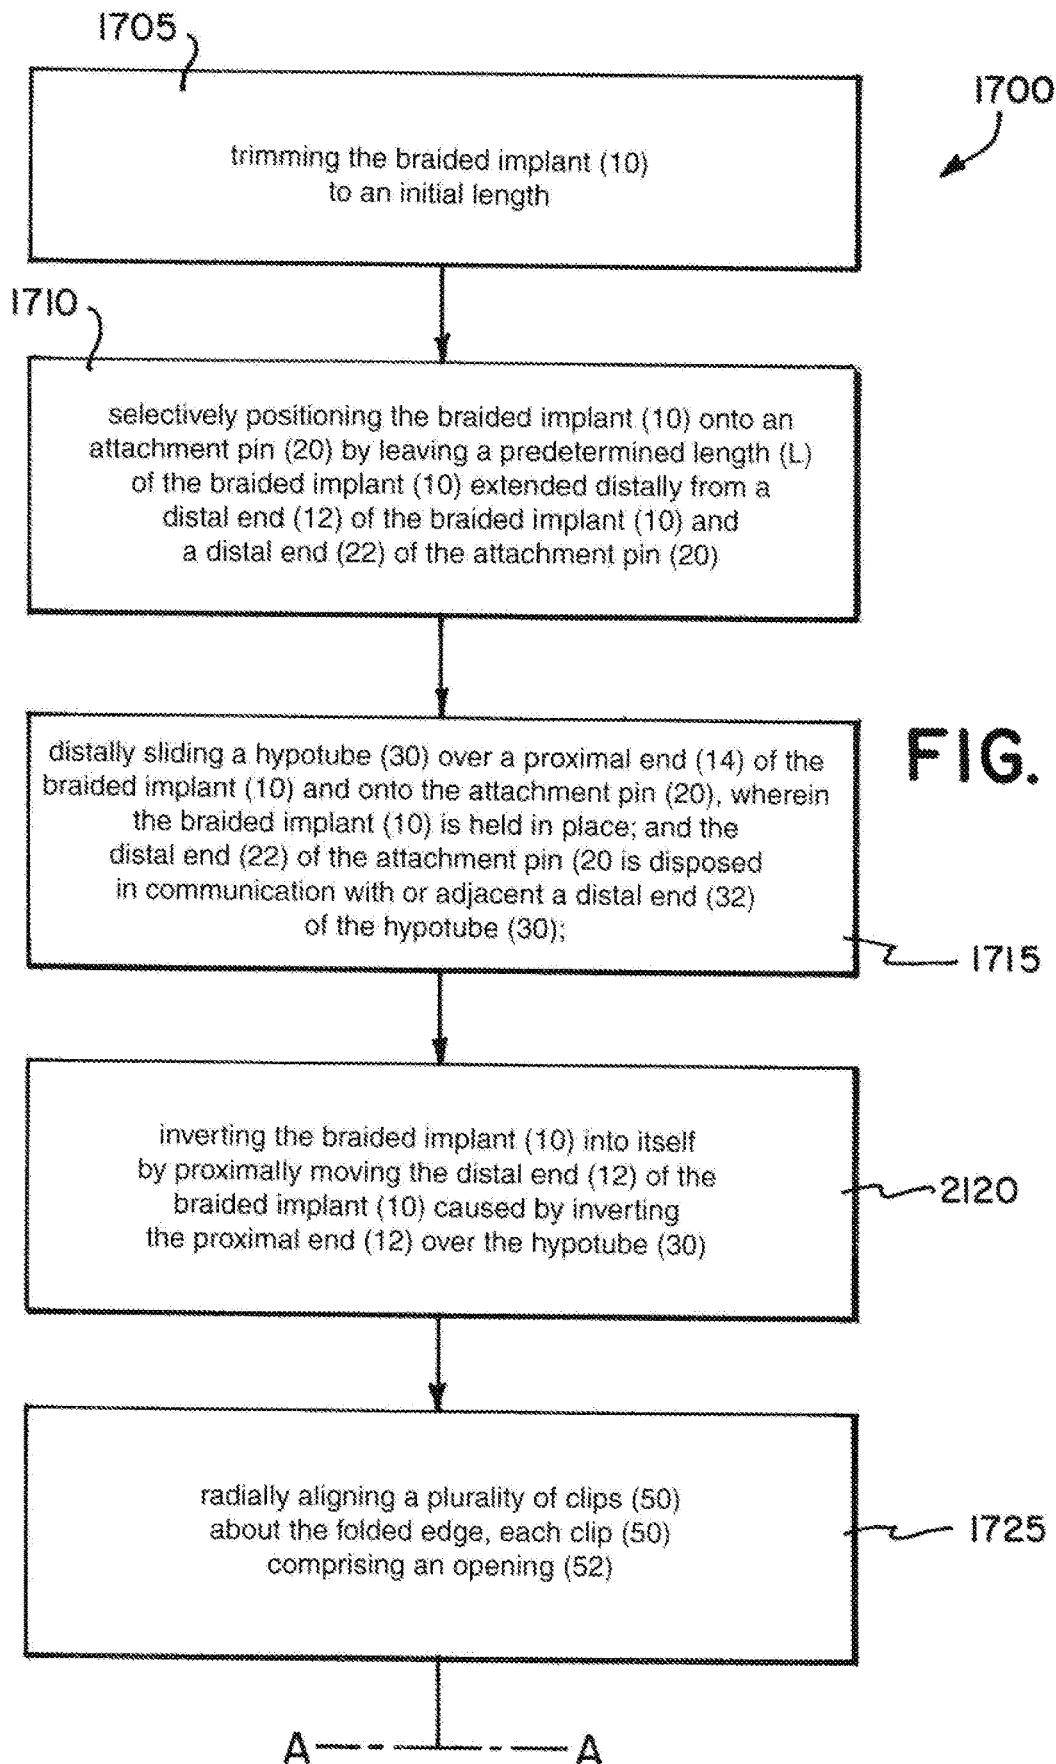 1705
1700
trimming the braided implant (10)
to an initial length
1710
selectively positioning the braided implant (10) onto an
attachment pin (20) by leaving a predetermined length (L)
of the braided implant (10) extended distally from a
distal end (12) of the braided implant (10) and
a distal end (22) of the attachment pin (20)
FIG.
distally sliding a hypotube (30) over a proximal end (14) of the
braided implant (10) and onto the attachment pin (20), wherein
the braided implant (10) is held in place; and the
distal end (22) of the attachment pin (20 is disposed
in communication with or adjacent a distal end (32)
of the hypotube (30);
1715
inverting the braided implant (10) into itself
by proximally moving the distal end (12) of the
braided implant (10) caused by inverting
the proximal end (12) over the hypotube (30)
2120
radially aligning a plurality of clips (50)
about the folded edge, each clip (50)
comprising an opening (52)
1725
A A